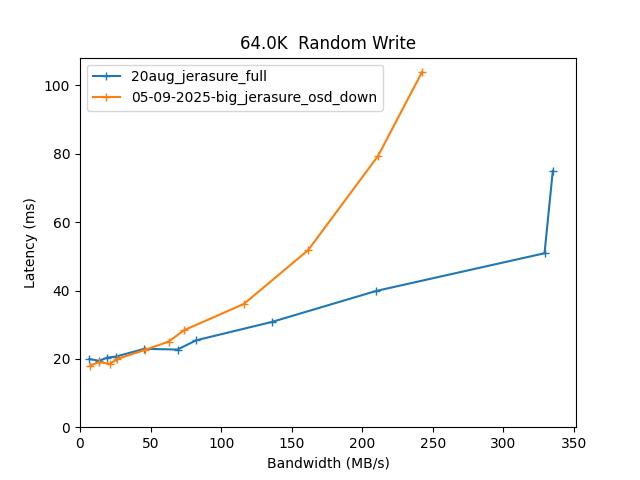 64.0K  Random Write
20aug_jerasure_full
05-09-2025-big_jerasure_osd_down
Latency (ms)
100
80
60
40
20
0
0 50 100 150 200 250 300 350
Bandwidth (MB/s)